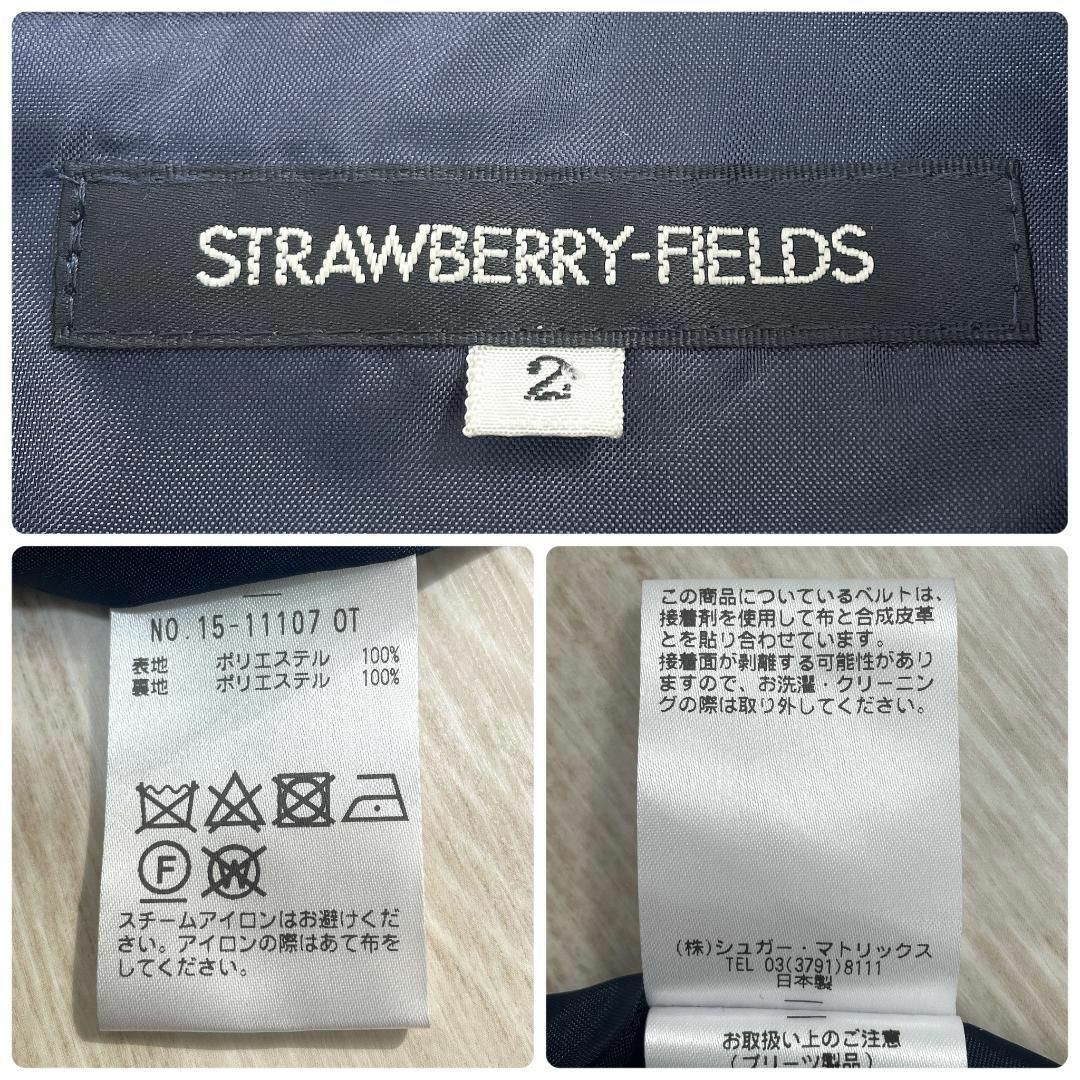 STRAWBERRY-FIELDS
2
NO.15-11107 OT
表地 ポリエステル 100%
裏地 ポリエステル 100%
F
W
スチームアイロンはお避けくだ
さい。アイロンの際はあて布を
してください。
この商品についているベルトは、
接着剤を使用して布と合成皮革
とを貼り合わせています。
接着面が剥離する可能性があり
ますので、お洗濯・クリーニン
グの際は取り外してください。
(株)シュガー・マトリックス
TEL 03(3791)8111
日本製
お取扱い上のご注意
(プリーツ製品)